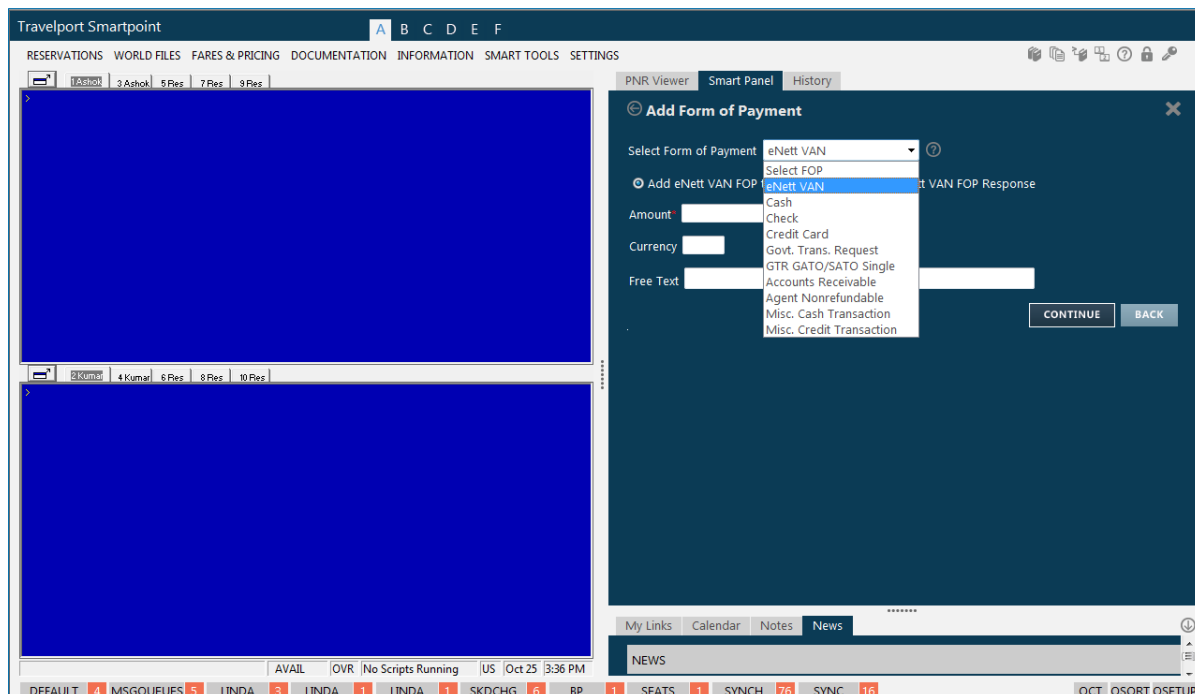 Travelport Smartpoint
A B C D E F
RESERVATIONS WORLD FILES FARES & PRICING DOCUMENTATION INFORMATION SMART TOOLS SETTINGS
1Ashok 3 Ashok 5 Res 7 Res 9 Res
>
PNR Viewer Smart Panel History
Add Form of Payment
Select Form of Payment eNett VAN
Select FOP
Add eNett VAN FOP eNett VAN tt VAN FOP Response
Cash
Amount* Check
Credit Card
Currency Govt. Trans. Request
GTR GATO/SATO Single
Free Text Accounts Receivable
Agent Nonrefundable
Misc. Cash Transaction
CONTINUE BACK
Misc. Credit Transaction
2Kumar 4 Kumar 6 Res 8 Res 10 Res
>
My Links Calendar Notes News
NEWS
AVAIL OVR No Scripts Running US Oct 25 3:36 PM
DEFAULT 4 MSGQUEUES 5 LINDA 3 LINDA 1 LINDA 1 SKDCHG 6 BP 1 SEATS 1 SYNCH 76 SYNC 16 QCT QSORT QSETUP